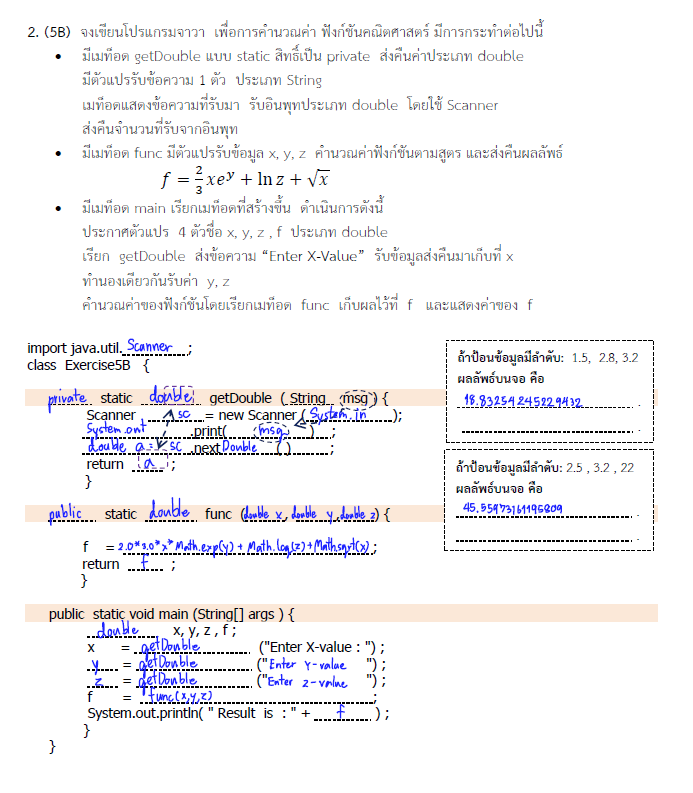 2. (5B) จงเขียนโปรแกรมจาวา เพื่อการคำนวณค่า ฟังก์ชันคณิตศาสตร์ มีการกระทำต่อไปนี้
• มีเมท็อด getDouble แบบ static สิทธิ์เป็น private ส่งคืนค่าประเภท double
มีตัวแปรรับข้อความ 1 ตัว ประเภท String
เมท็อดแสดงข้อความที่รับมา รับอินพุทประเภท double โดยใช้ Scanner
ส่งคืนจำนวนที่รับจากอินพุท
• มีเมท็อด func มีตัวแปรรับข้อมูล x, y, z คำนวณค่าฟังก์ชันตามสูตร และส่งคืนผลลัพธ์
f = 2/3 xe^y + ln z + √x
• มีเมท็อด main เรียกเมท็อดที่สร้างขึ้น ดำเนินการดังนี้
ประกาศตัวแปร 4 ตัวชื่อ x, y, z , f ประเภท double
เรียก getDouble ส่งข้อความ “Enter X-Value” รับข้อมูลส่งคืนมาเก็บที่ x
ทำนองเดียวกันรับค่า y, z
คำนวณค่าของฟังก์ชันโดยเรียกเมท็อด func เก็บผลไว้ที่ f และแสดงค่าของ f
import java.util. Scanner ;
class Exercise5B {
private static double getDouble ( String msg ) {
Scanner sc = new Scanner ( System.in );
System.out .print( msg ) ;
double a = sc .next Double ( ) ;
return a ;
}
public static double func (double x, double y, double z) {
f = 2.0*3.0*x*Math.exp(y) + Math.log(z)+Math.sqrt(x) ;
return f ;
}
public static void main (String[] args ) {
double x, y, z , f ;
x = getDouble ("Enter X-value : ") ;
y = getDouble ("Enter Y-value ") ;
z = getDouble ("Enter z-value ") ;
f = func(x,y,z) ;
System.out.println( " Result is : " + f ) ;
}
}
ถ้าป้อนข้อมูลมีลำดับ: 1.5, 2.8, 3.2
ผลลัพธ์บนจอ คือ
18.83254245229432 .
.
ถ้าป้อนข้อมูลมีลำดับ: 2.5 , 3.2 , 22
ผลลัพธ์บนจอ คือ
.
.